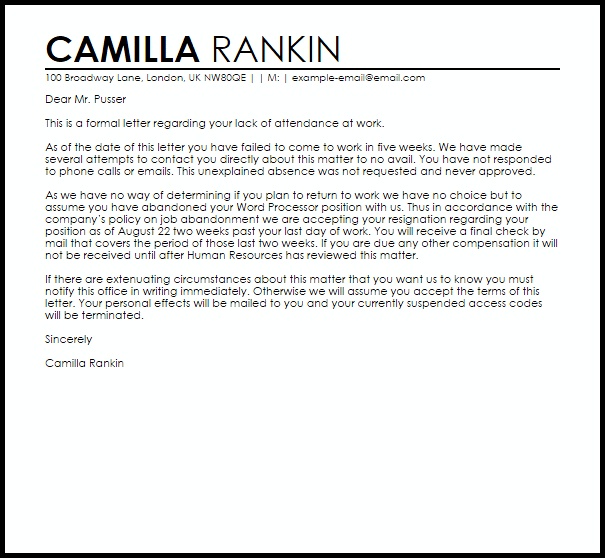 CAMILLA RANKIN
100 Broadway Lane, London, UK NW80QE | | M: | example-email@email.com
Dear Mr. Pusser
This is a formal letter regarding your lack of attendance at work.
As of the date of this letter you have failed to come to work in five weeks. We have made
several attempts to contact you directly about this matter to no avail. You have not responded
to phone calls or emails. This unexplained absence was not requested and never approved.
As we have no way of determining if you plan to return to work we have no choice but to
assume you have abandoned your Word Processor position with us. Thus in accordance with the
company's policy on job abandonment we are accepting your resignation regarding your
position as of August 22 two weeks past your last day of work. You will receive a final check by
mail that covers the period of those last two weeks. If you are due any other compensation it will
not be received until after Human Resources has reviewed this matter.
If there are extenuating circumstances about this matter that you want us to know you must
notify this office in writing immediately. Otherwise we will assume you accept the terms of this
letter. Your personal effects will be mailed to you and your currently suspended access codes
will be terminated.
Sincerely
Camilla Rankin